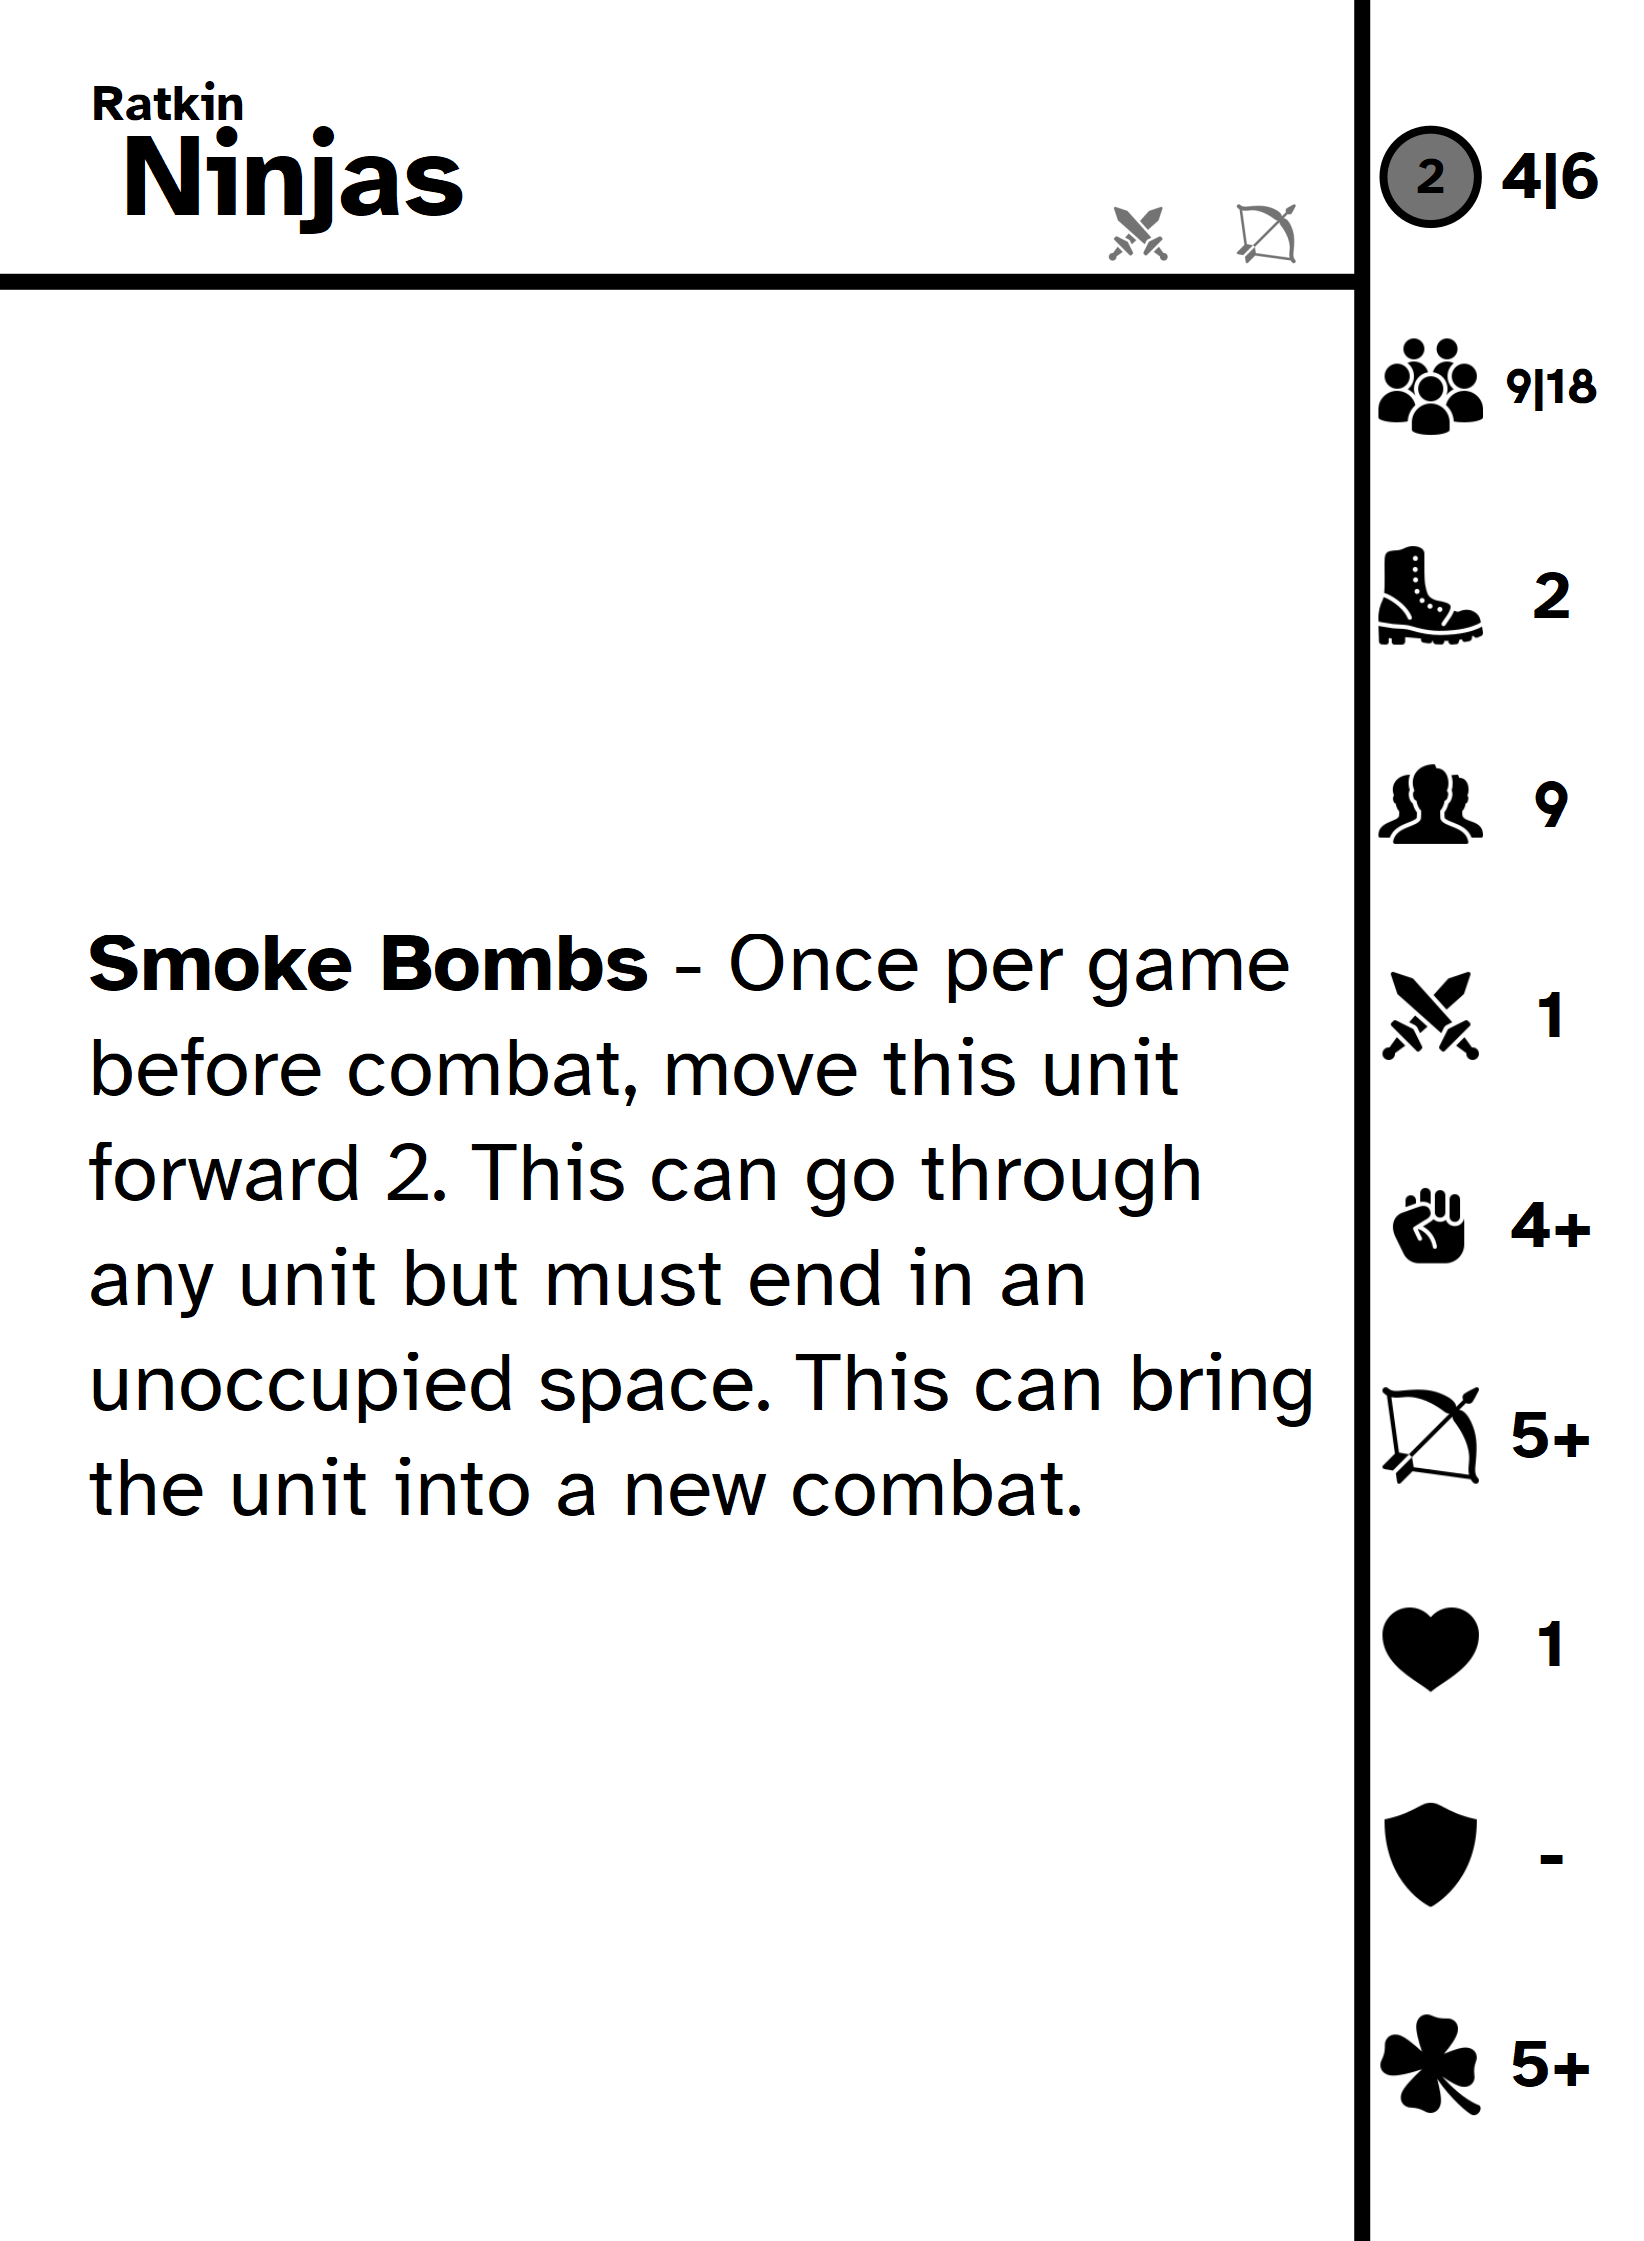 Ratkin
Ninjas
2 4|6
9|18
2
9
1
4+
5+
1
-
5+
Smoke Bombs - Once per game
before combat, move this unit
forward 2. This can go through
any unit but must end in an
unoccupied space. This can bring
the unit into a new combat.